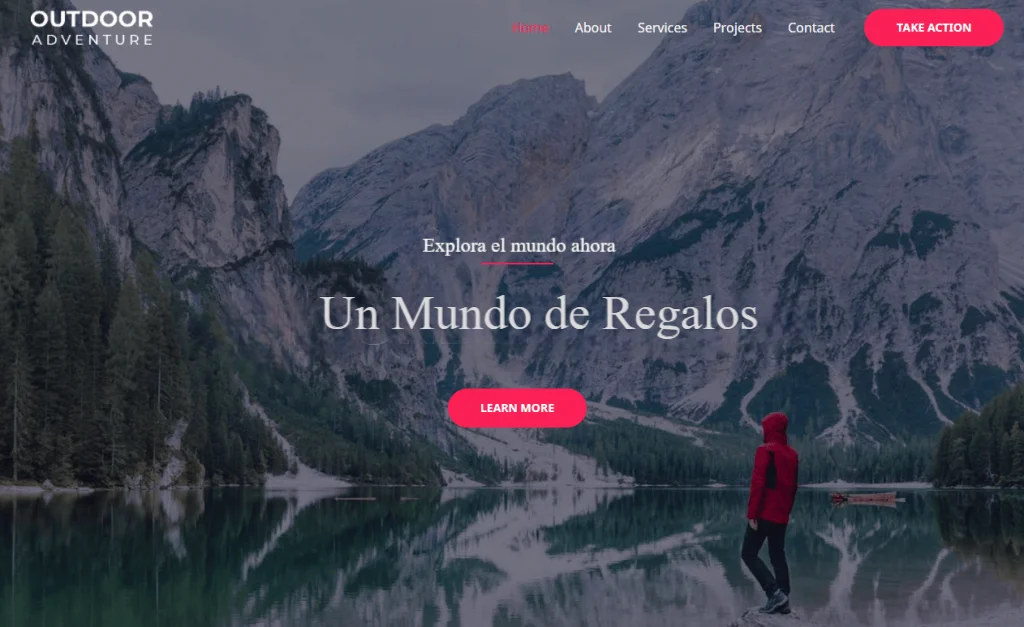 OUTDOOR
ADVENTURE
Home About Services Projects Contact TAKE ACTION
Explora el mundo ahora
Un Mundo de Regalos
LEARN MORE